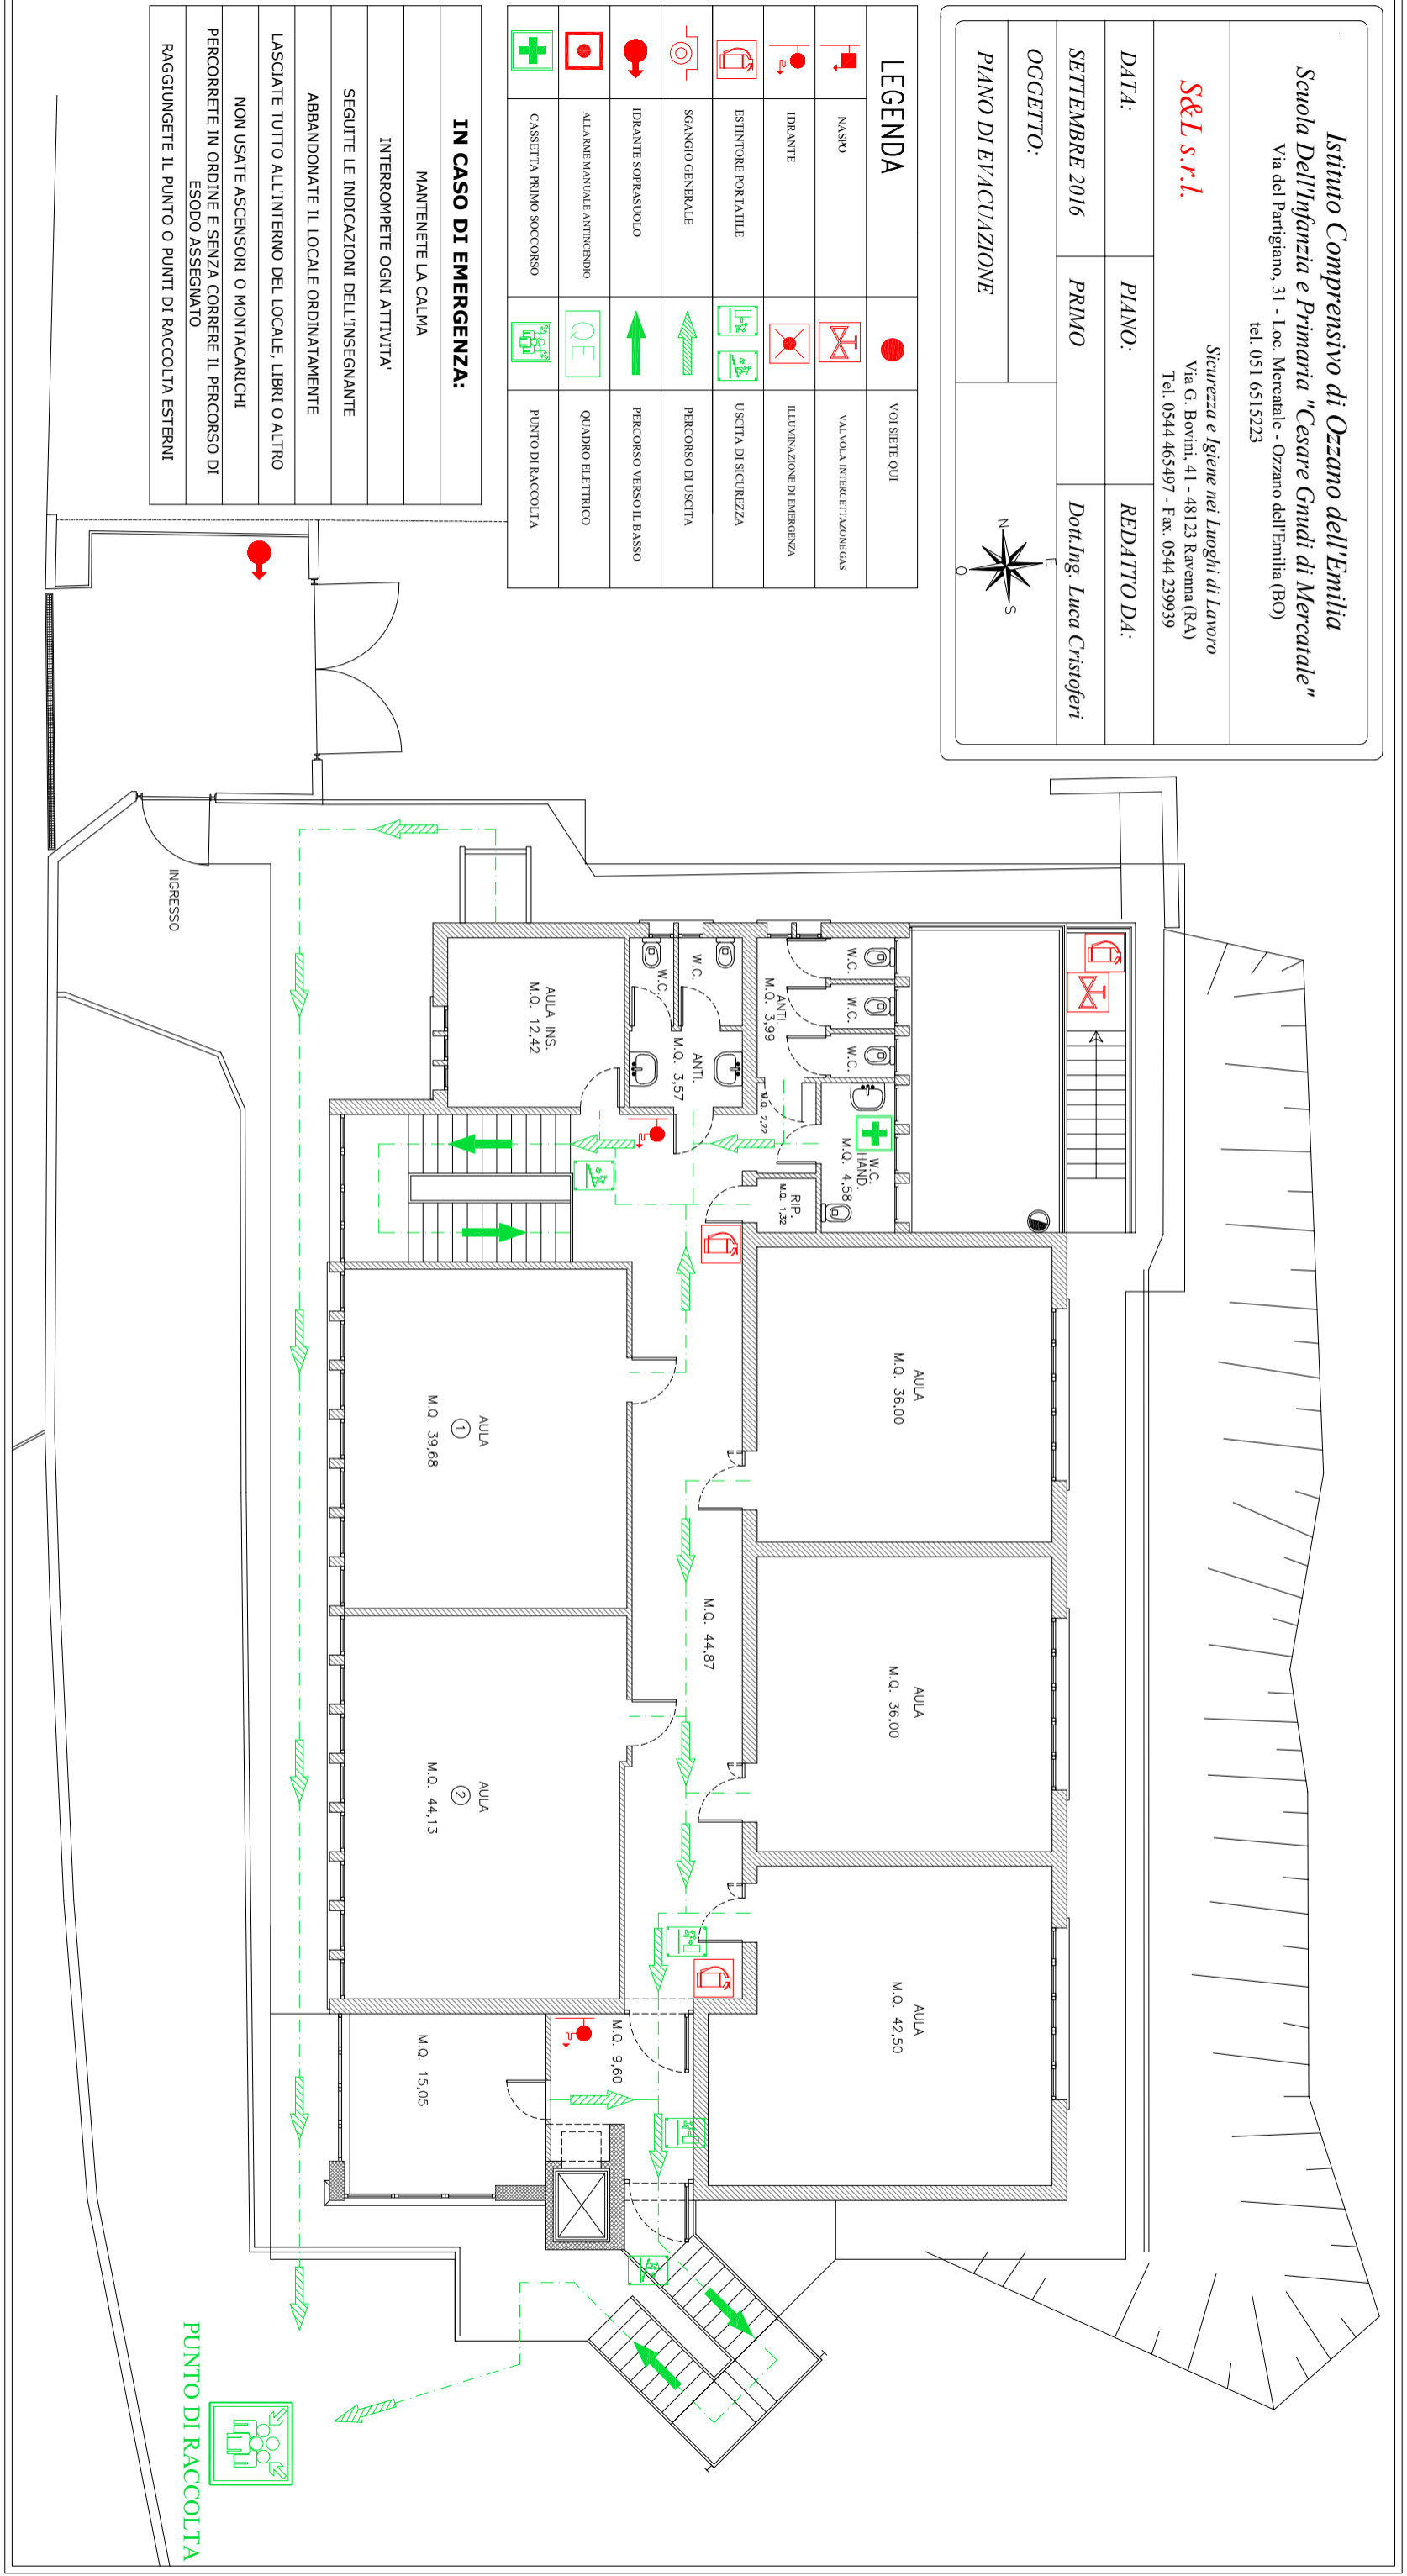 Istituto Comprensivo di Ozzano dell'Emilia
Scuola Dell'Infanzia e Primaria "Cesare Gnudi di Mercatale"
Via del Partigiano, 31 - Loc. Mercatale - Ozzano dell'Emilia (BO)
tel. 051 6515223
S&L s.r.l.
Sicurezza e Igiene nei Luoghi di Lavoro
Via G. Bovini, 41 - 48123 Ravenna (RA)
Tel. 0544 465497 - Fax. 0544 239939
DATA:
PIANO:
REDATTO DA:
SETTEMBRE 2016
PRIMO
Dott.Ing. Luca Cristoferi
OGGETTO:
PIANO DI EVACUAZIONE
N
E
S
O
LEGENDA
VOI SIETE QUI
NASPO
VALVOLA INTERCETTAZONE GAS
IDRANTE
ILLUMINAZIONE DI EMERGENZA
ESTINTORE PORTATILE
USCITA DI SICUREZZA
SGANGIO GENERALE
PERCORSO DI USCITA
IDRANTE SOPRASUOLO
PERCORSO VERSO IL BASSO
ALLARME MANUALE ANTINCENDIO
QE
QUADRO ELETTRICO
CASSETTA PRIMO SOCCORSO
PUNTO DI RACCOLTA
IN CASO DI EMERGENZA:
MANTENETE LA CALMA
INTERROMPETE OGNI ATTIVITA'
SEGUITE LE INDICAZIONI DELL'INSEGNANTE
ABBANDONATE IL LOCALE ORDINATAMENTE
LASCIATE TUTTO ALL'INTERNO DEL LOCALE, LIBRI O ALTRO
NON USATE ASCENSORI O MONTACARICHI
PERCORRETE IN ORDINE E SENZA CORRERE IL PERCORSO DI
ESODO ASSEGNATO
RAGGIUNGETE IL PUNTO O PUNTI DI RACCOLTA ESTERNI
W.C.
W.C.
W.C.
ANTI.
M.Q. 3,99
W.C.
HAND.
M.Q. 4,58
M.Q. 2,22
RIP.
M.Q. 1,32
W.C.
W.C.
ANTI.
M.Q. 3,57
AULA INS.
M.Q. 12,42
INGRESSO
AULA
M.Q. 36,00
AULA
M.Q. 36,00
AULA
M.Q. 42,50
M.Q. 44,87
AULA
1
M.Q. 39,68
AULA
2
M.Q. 44,13
M.Q. 9,60
M.Q. 15,05
PUNTO DI RACCOLTA